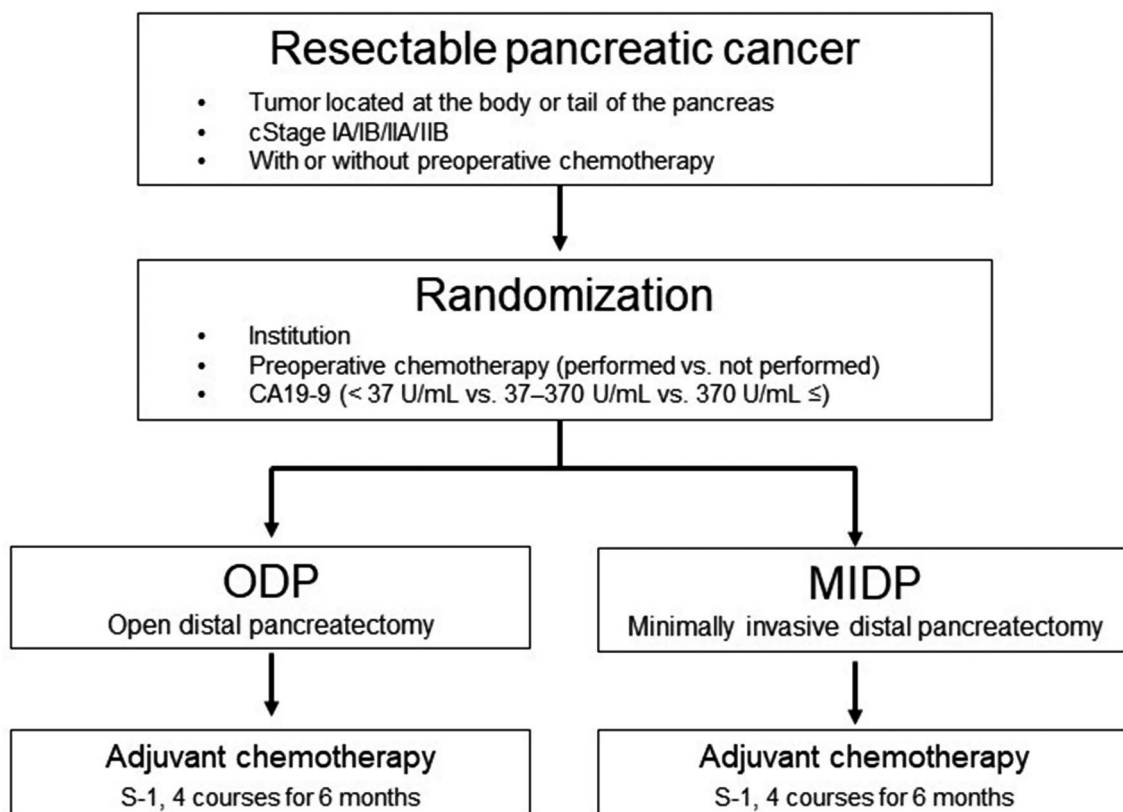 Resectable pancreatic cancer
• Tumor located at the body or tail of the pancreas
• cStage IA/IB/IIA/IIB
• With or without preoperative chemotherapy
Randomization
• Institution
• Preoperative chemotherapy (performed vs. not performed)
• CA19-9 (< 37 U/mL vs. 37–370 U/mL vs. 370 U/mL ≤)
ODP
Open distal pancreatectomy
MIDP
Minimally invasive distal pancreatectomy
Adjuvant chemotherapy
S-1, 4 courses for 6 months
Adjuvant chemotherapy
S-1, 4 courses for 6 months